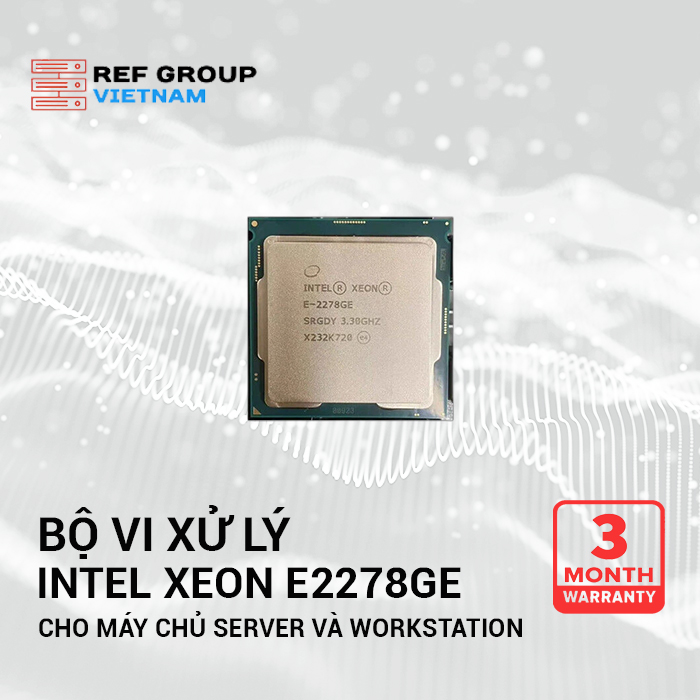 REF GROUP
VIETNAM
INTEL® XEON®
E-2278GE
SRGDY 3.30GHZ
X232K720 e4
BỘ VI XỬ LÝ
INTEL XEON E2278GE
CHO MÁY CHỦ SERVER VÀ WORKSTATION
3
MONTH
WARRANTY